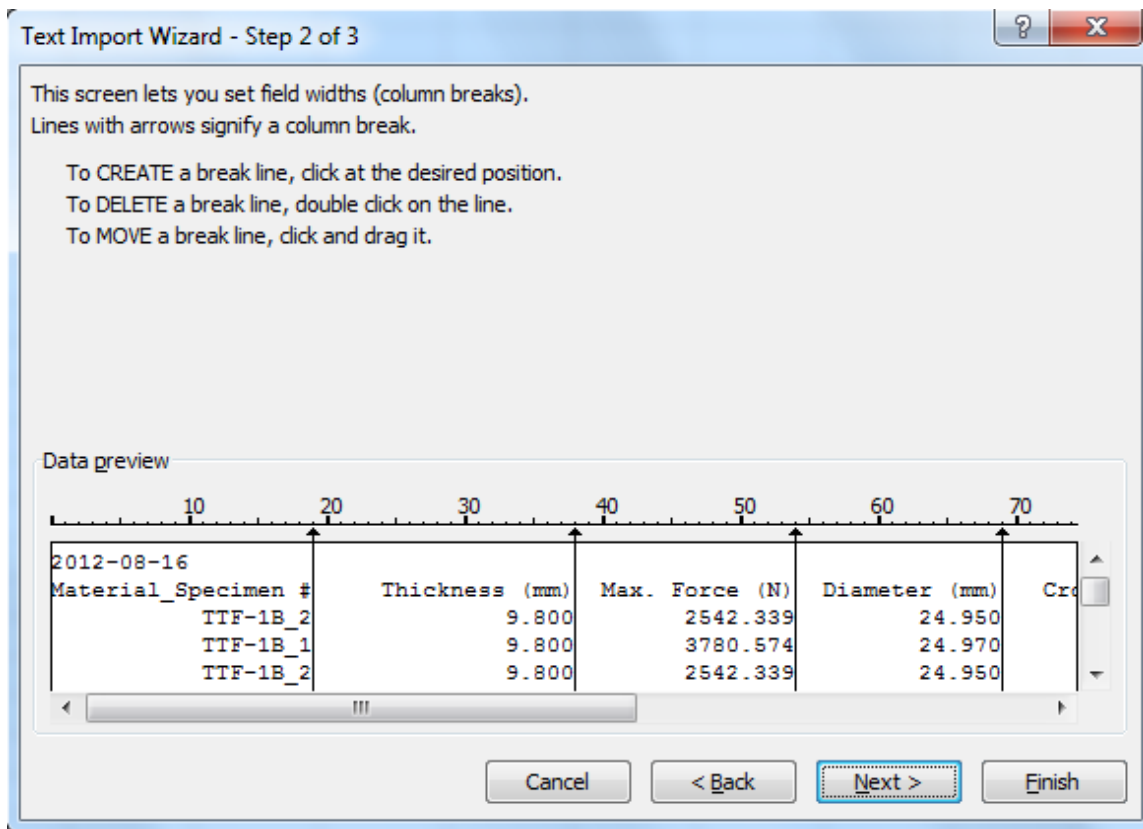 Text Import Wizard - Step 2 of 3
This screen lets you set field widths (column breaks).
Lines with arrows signify a column break.
To CREATE a break line, click at the desired position.
To DELETE a break line, double click on the line.
To MOVE a break line, click and drag it.
Data preview
10 20 30 40 50 60 70
2012-08-16
Material_Specimen # Thickness (mm) Max. Force (N) Diameter (mm) Cro
TTF-1B_2 9.800 2542.339 24.950
TTF-1B_1 9.800 3780.574 24.970
TTF-1B_2 9.800 2542.339 24.950
Cancel < Back Next > Finish